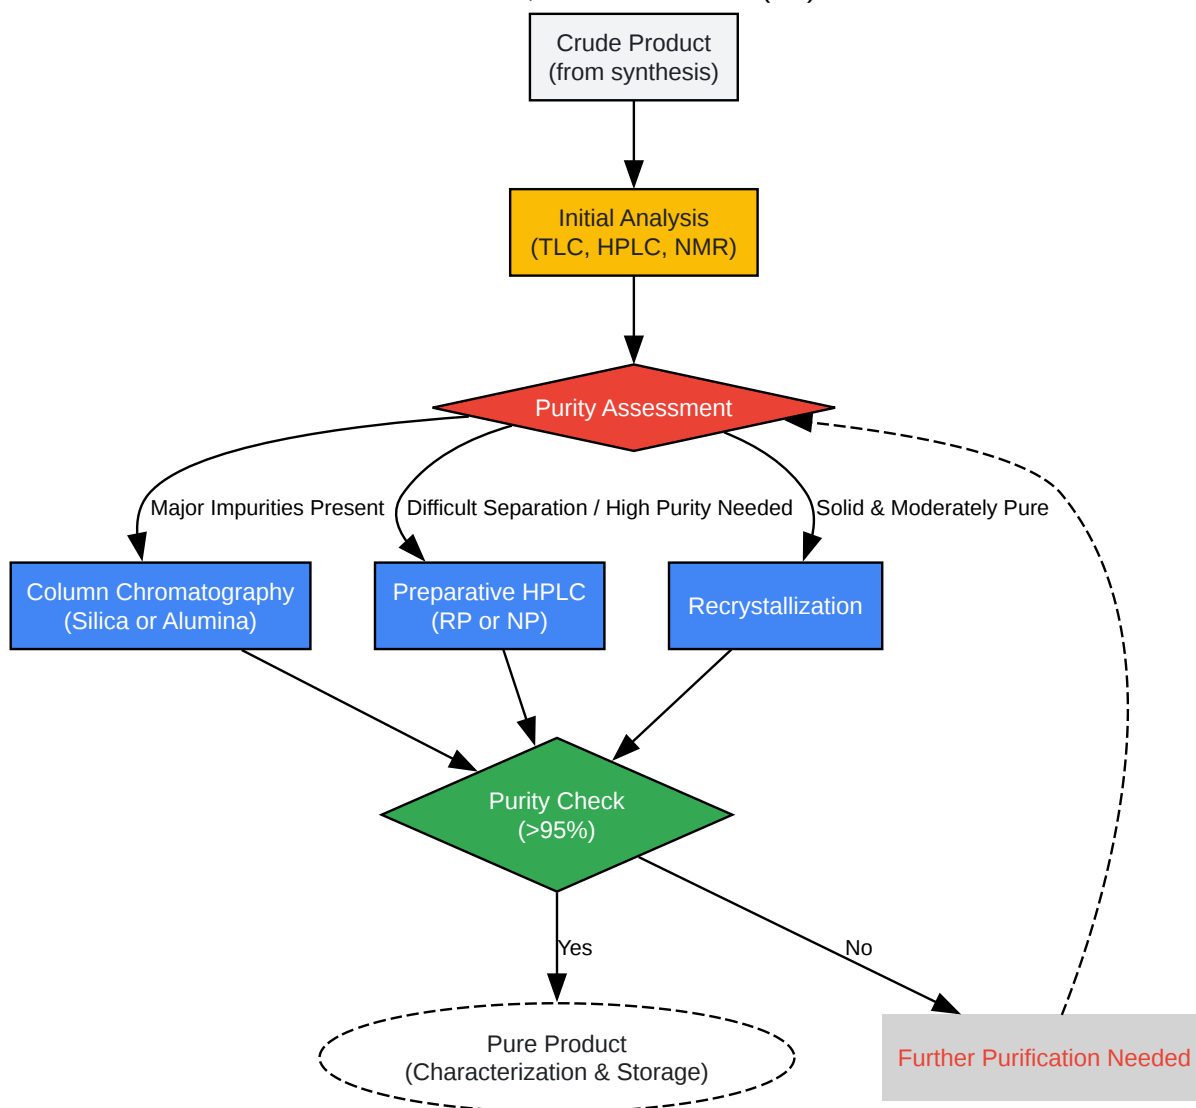 Crude Product
(from synthesis)
Initial Analysis
(TLC, HPLC, NMR)
Purity Assessment
Major Impurities Present
Difficult Separation / High Purity Needed
Solid & Moderately Pure
Column Chromatography
(Silica or Alumina)
Preparative HPLC
(RP or NP)
Recrystallization
Purity Check
(>95%)
Yes
No
Pure Product
(Characterization & Storage)
Further Purification Needed